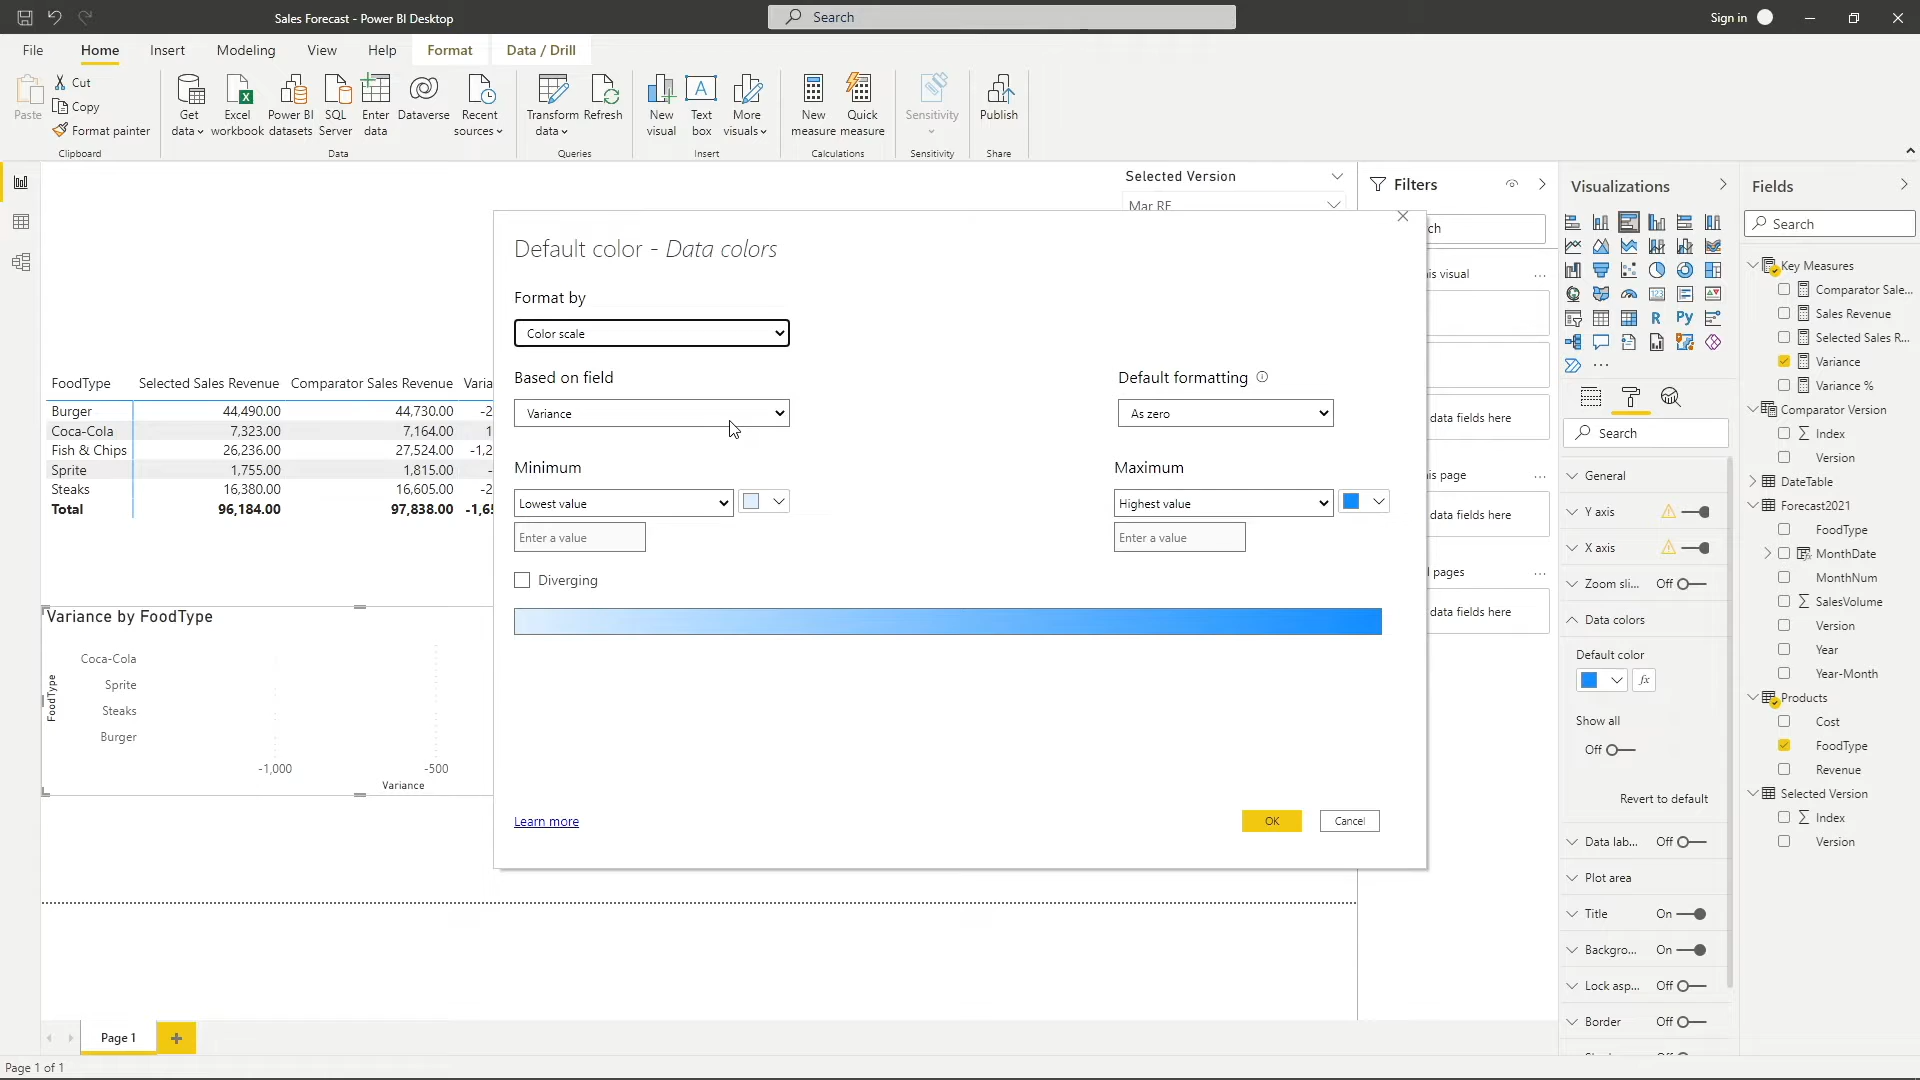 Sales Forecast - Power BI Desktop
Search
Sign in
File
Home
Insert
Modeling
View
Help
Format
Data / Drill
Paste
Cut
Copy
Format painter
Clipboard
Get data
Excel workbook
Power BI datasets
SQL Server
Enter data
Dataverse
Recent sources
Data
Transform data
Refresh
Queries
New visual
Text box
More visuals
Insert
New measure
Quick measure
Calculations
Sensitivity
Sensitivity
Publish
Share
Selected Version
Mar RF
FoodType Selected Sales Revenue Comparator Sales Revenue Varia
Burger 44,490.00 44,730.00 -2
Coca-Cola 7,323.00 7,164.00 1
Fish & Chips 26,236.00 27,524.00 -1,2
Sprite 1,755.00 1,815.00 -
Steaks 16,380.00 16,605.00 -2
Total 96,184.00 97,838.00 -1,65
Variance by FoodType
FoodType
Coca-Cola
Sprite
Steaks
Burger
-1,000 -500
Variance
Default color - Data colors
Format by
Color scale
Based on field
Variance
Default formatting
As zero
Minimum
Lowest value
Enter a value
Maximum
Highest value
Enter a value
Diverging
Learn more
OK
Cancel
Filters
ch
is visual
data fields here
is page
data fields here
l pages
data fields here
Visualizations
R
Py
Search
General
Y axis
X axis
Zoom sli... Off
Data colors
Default color
fx
Show all
Off
Revert to default
Data lab... Off
Plot area
Title On
Backgro... On
Lock asp... Off
Border Off
Fields
Search
Key Measures
Comparator Sale...
Sales Revenue
Selected Sales R...
Variance
Variance %
Comparator Version
Index
Version
DateTable
Forecast2021
FoodType
MonthDate
MonthNum
SalesVolume
Version
Year
Year-Month
Products
Cost
FoodType
Revenue
Selected Version
Index
Version
Page 1
Page 1 of 1